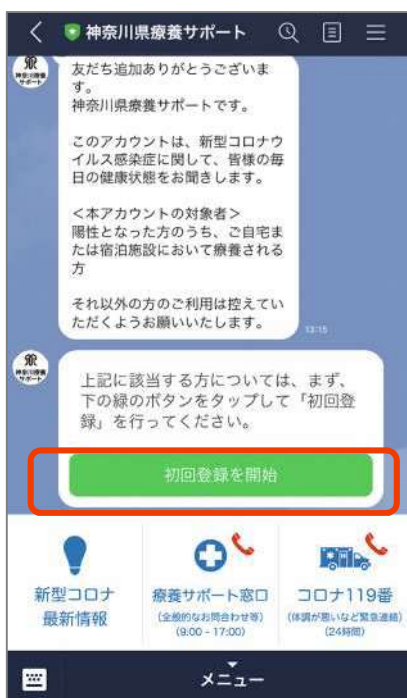 神奈川県療養サポート
友だち追加ありがとうございま
す。
神奈川県療養サポートです。
このアカウントは、新型コロナウ
イルス感染症に関して、皆様の毎
日の健康状態をお聞きします。
<本アカウントの対象者>
陽性となった方のうち、ご自宅ま
たは宿泊施設において療養される
方
それ以外の方のご利用は控えてい
ただくようお願いいたします。
13:15
上記に該当する方については、まず、
下の緑のボタンをタップして「初回登
録」を行ってください。
初回登録を開始
新型コロナ
最新情報
療養サポート窓口
(全般的なお問合わせ等)
(9:00 - 17:00)
コロナ119番
(体調が悪いなど緊急連絡)
(24時間)
メニュー